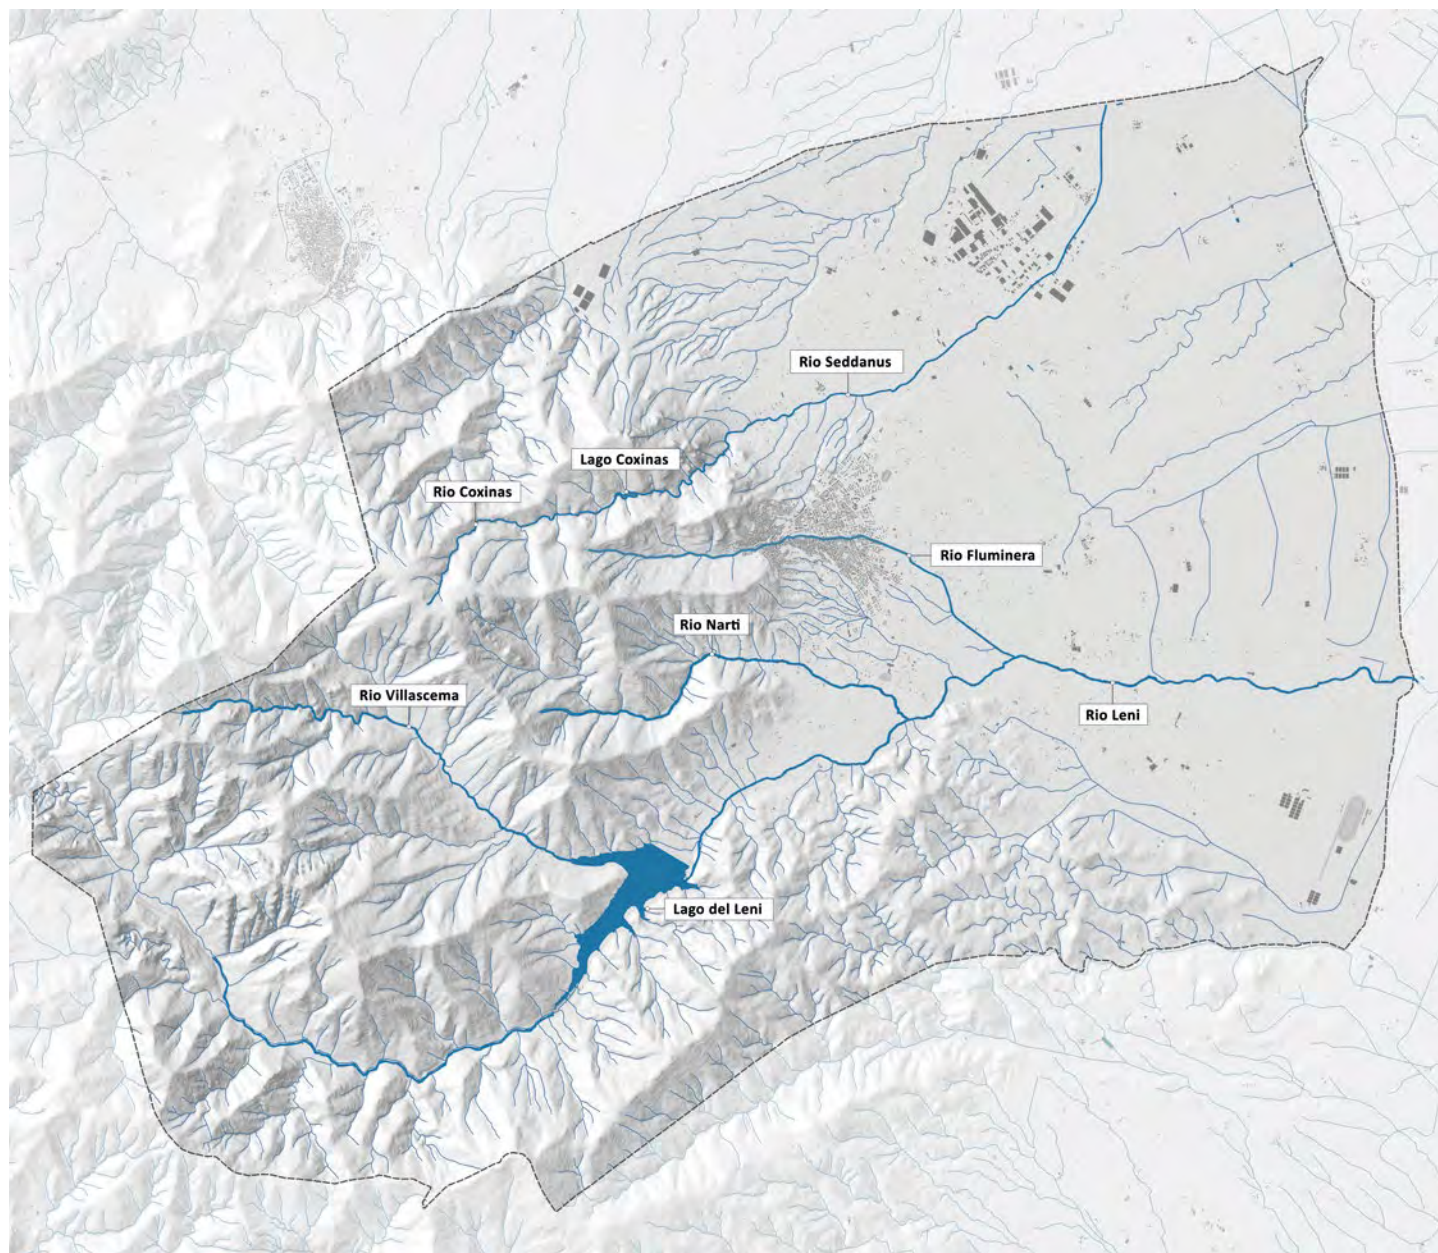 Rio Seddanus
Lago Coxinas
Rio Coxinas
Rio Fluminera
Rio Narti
Rio Villascema
Rio Leni
Lago del Leni